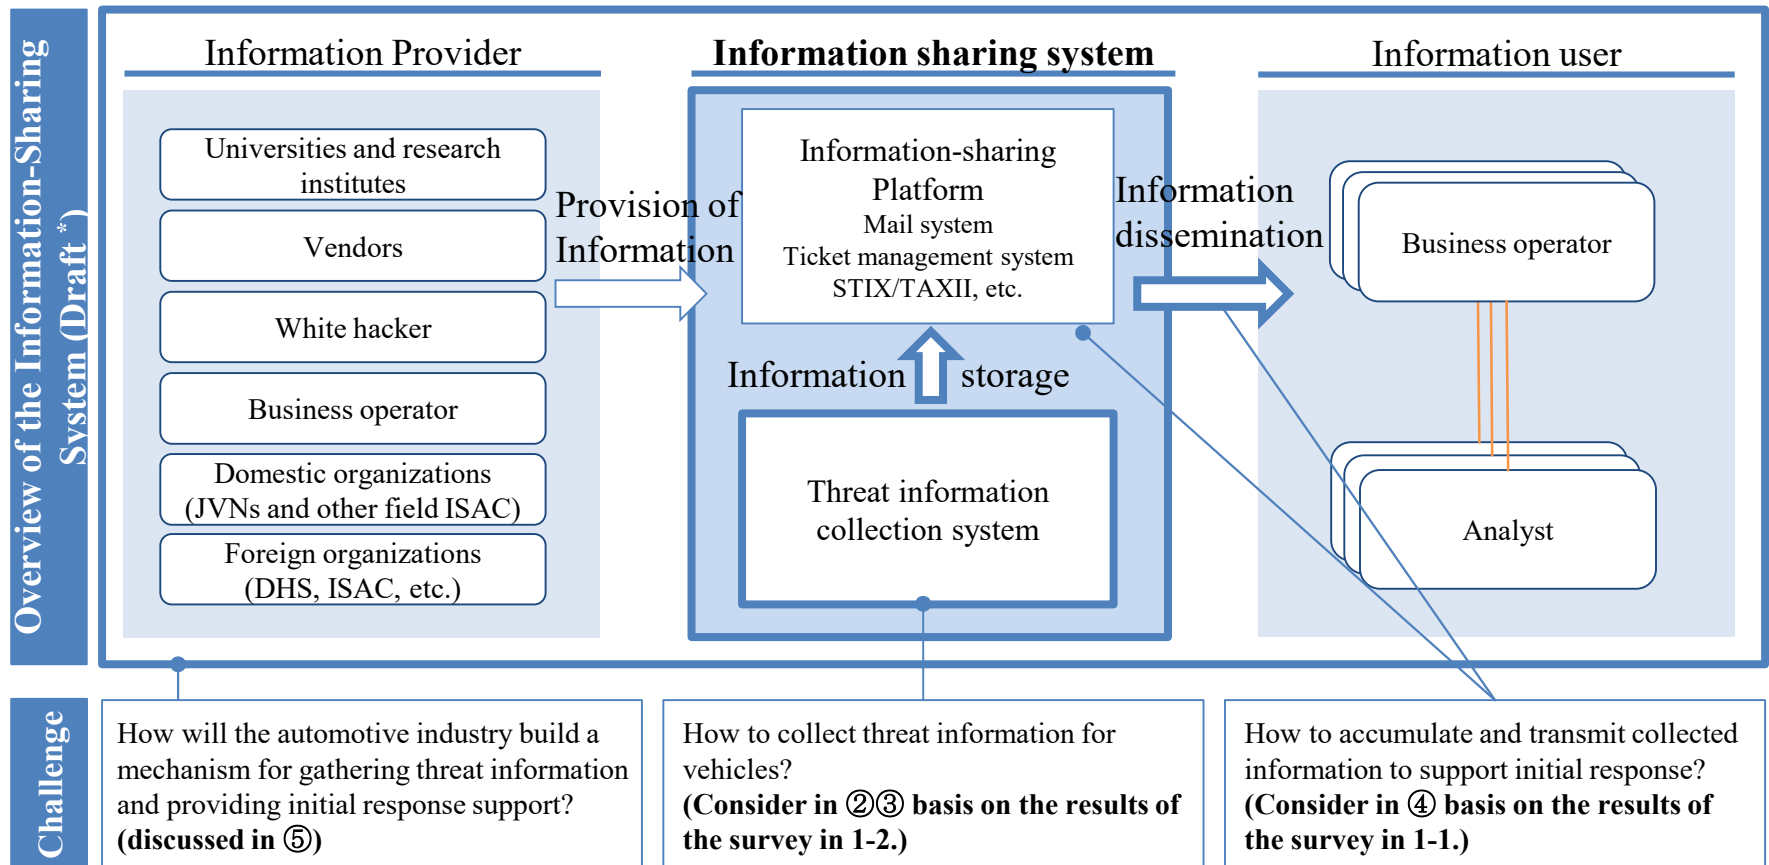 Overview of the Information-Sharing
System (Draft *)
Information Provider
Universities and research
institutes
Vendors
White hacker
Business operator
Domestic organizations
(JVNs and other field ISAC)
Foreign organizations
(DHS, ISAC, etc.)
Provision of
Information
Information sharing system
Information-sharing
Platform
Mail system
Ticket management system
STIX/TAXII, etc.
Information storage
Threat information
collection system
Information
dissemination
Information user
Business operator
Analyst
Challenge
How will the automotive industry build a
mechanism for gathering threat information
and providing initial response support?
(discussed in ⑤)
How to collect threat information for
vehicles?
(Consider in ②③ basis on the results of
the survey in 1-2.)
How to accumulate and transmit collected
information to support initial response?
(Consider in ④ basis on the results of
the survey in 1-1.)